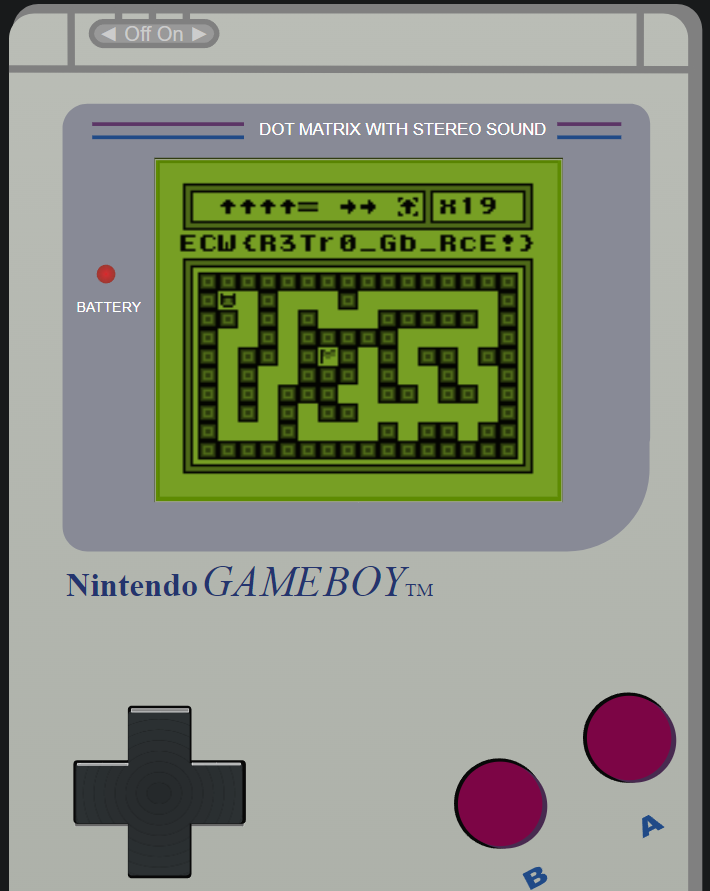 ◀ Off On ▶
DOT MATRIX WITH STEREO SOUND
↑↑↑↑= →→ ↑ x19
ECW{R3Tr0_Gb_RcE!}
BATTERY
Nintendo GAMEBOY™
A
B